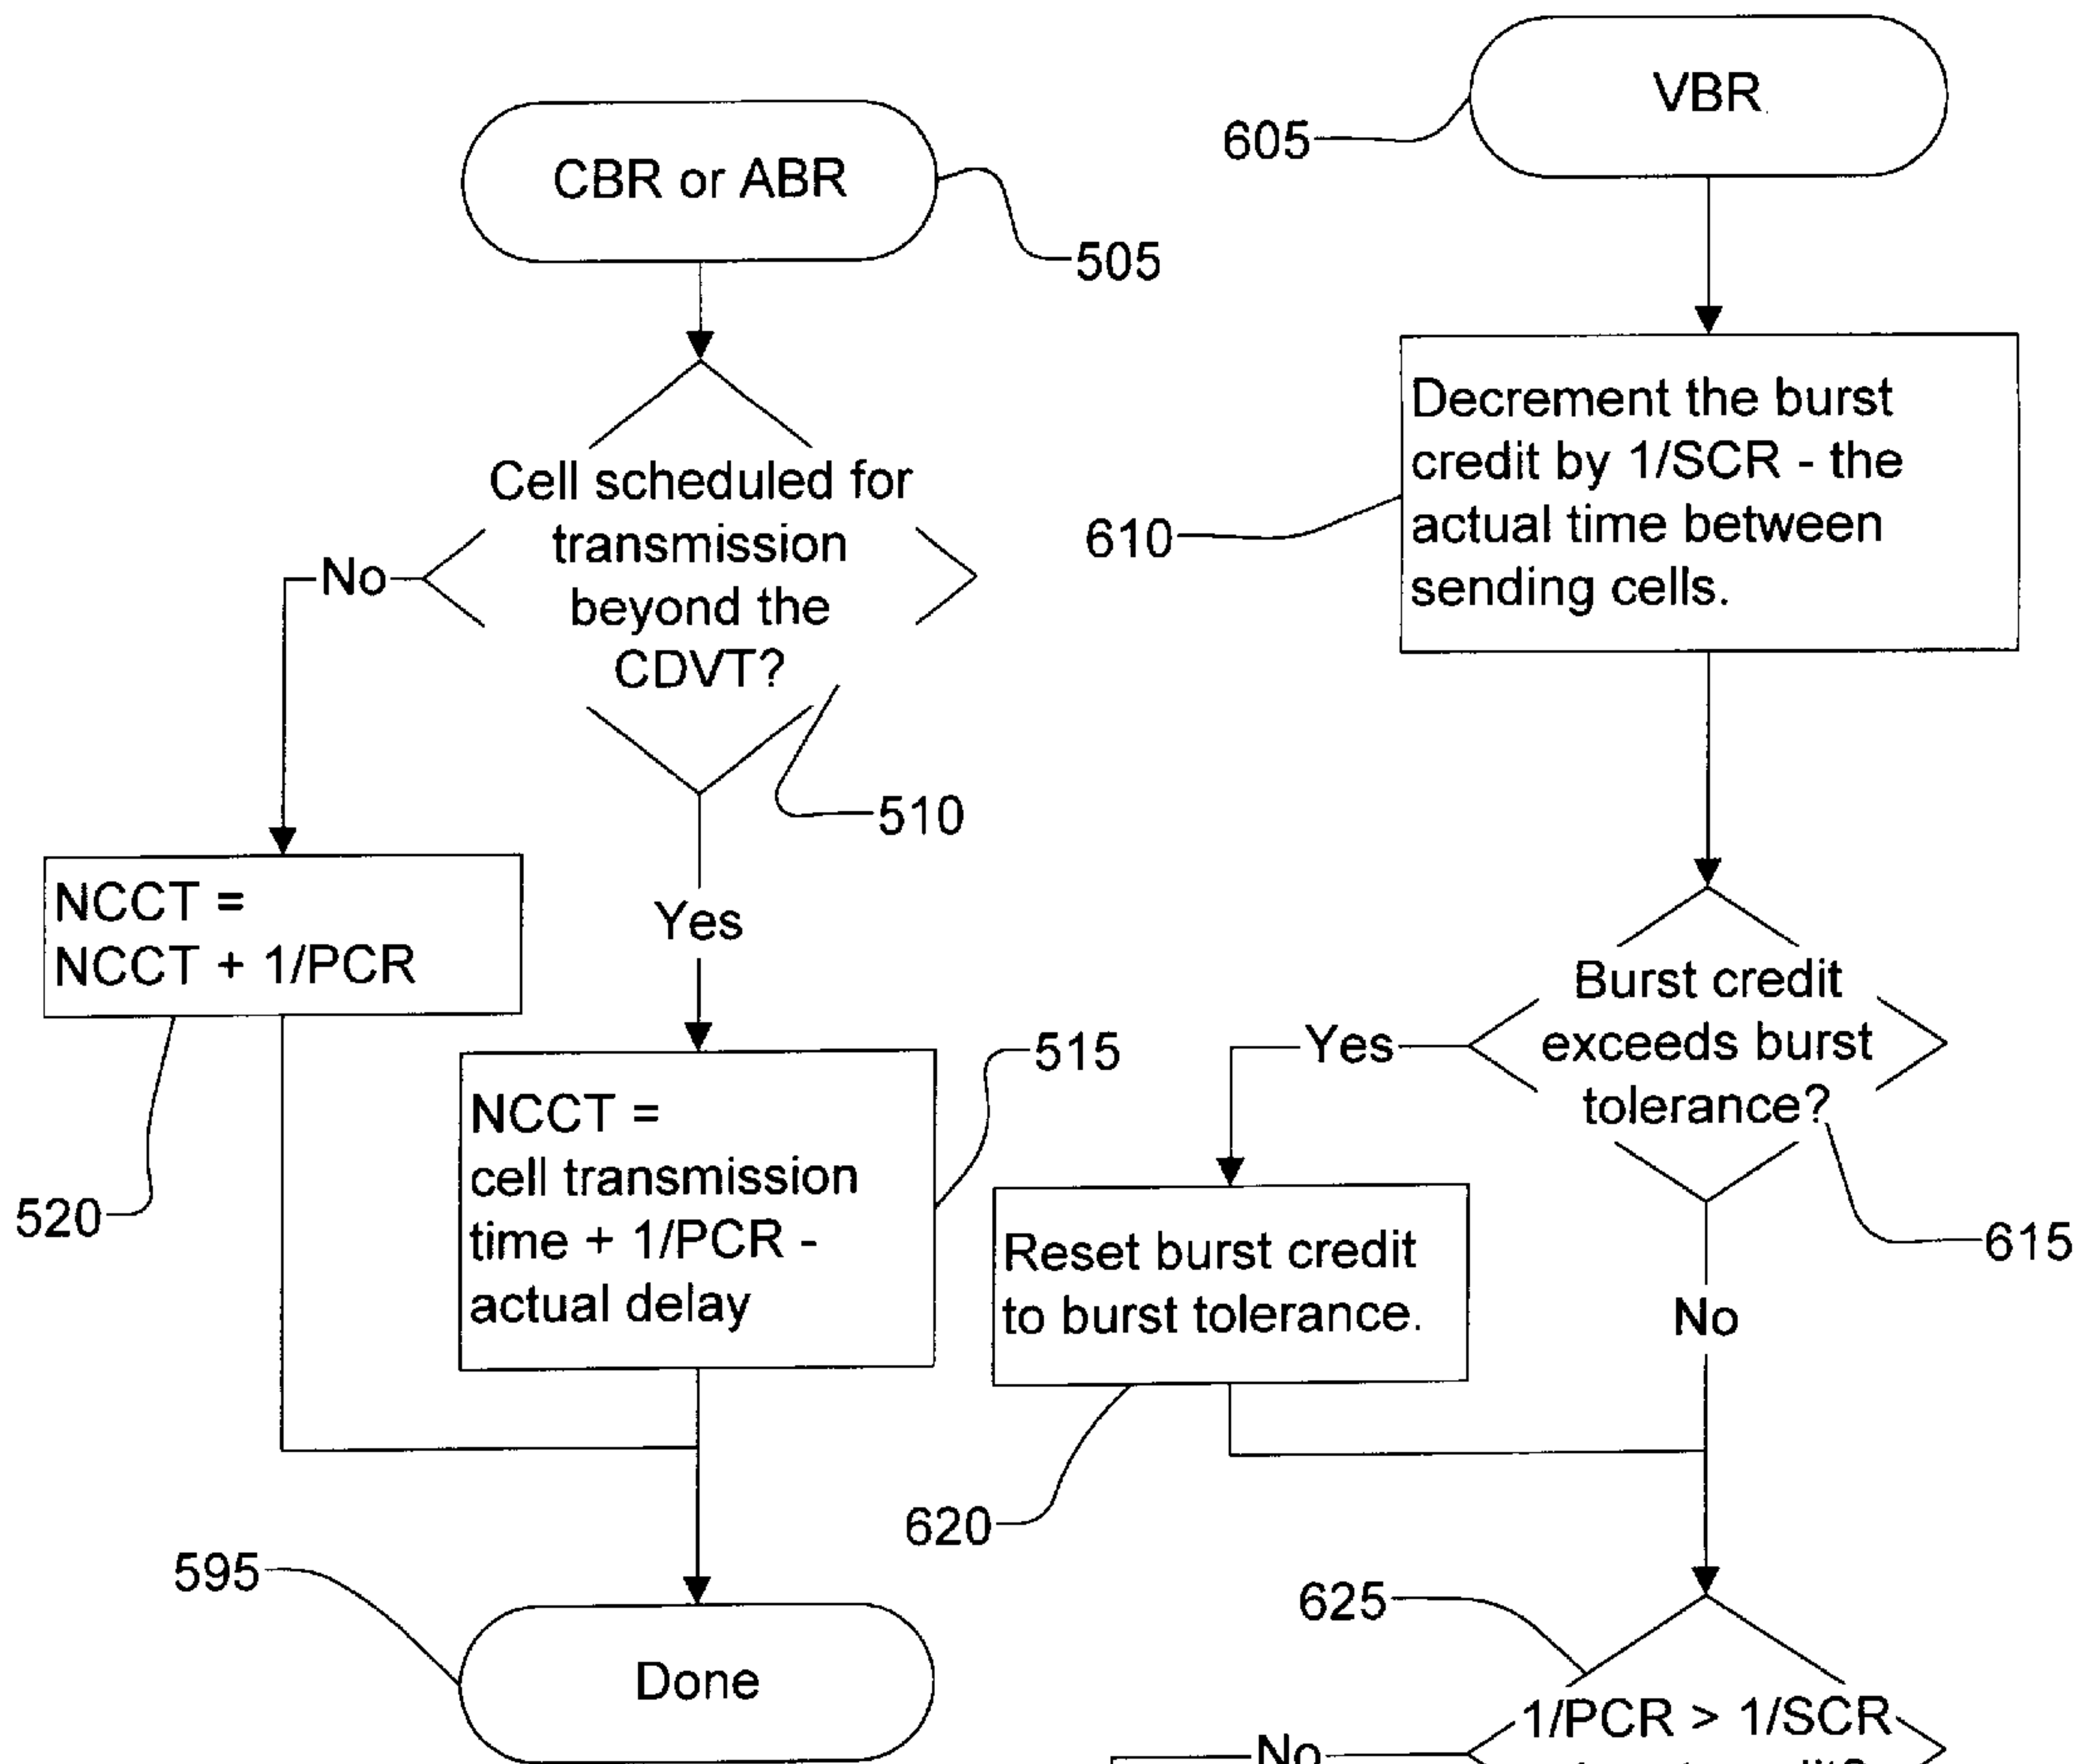 CBR or ABR
505
Cell scheduled for
transmission
beyond the
CDVT?
510
No
Yes
NCCT =
NCCT + 1/PCR
520
NCCT =
cell transmission
time + 1/PCR -
actual delay
515
595
Done
VBR
605
Decrement the burst
credit by 1/SCR - the
actual time between
sending cells.
610
Burst credit
exceeds burst
tolerance?
615
Yes
No
Reset burst credit
to burst tolerance.
620
625
1/PCR > 1/SCR
No